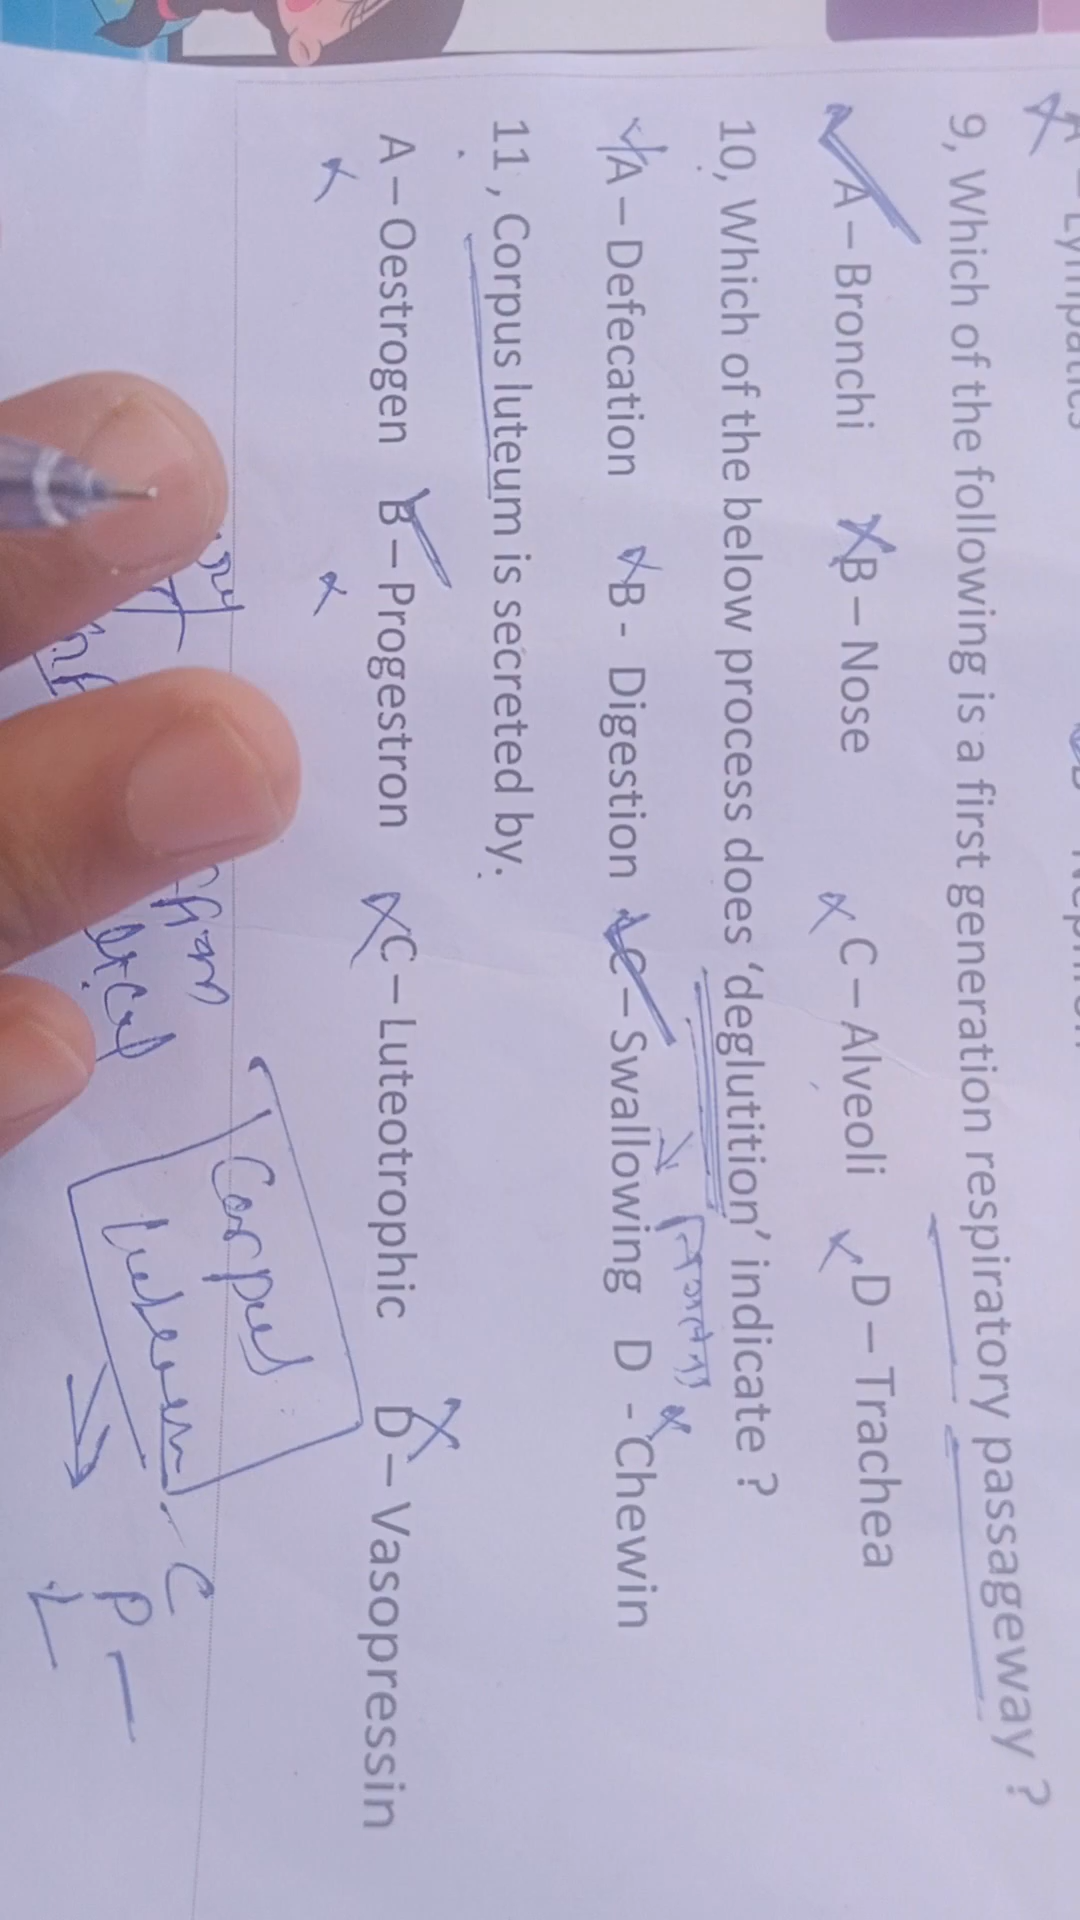 9, Which of the following is a first generation respiratory passageway ?
A – Bronchi B – Nose C – Alveoli D – Trachea
10, Which of the below process does ‘deglutition’ indicate ?
A – Defecation B - Digestion C – Swallowing D - Chewin
11 , Corpus luteum is secreted by.
A – Oestrogen B – Progestron C – Luteotrophic D – Vasopressin
Corpus
luteum - C
P -
L